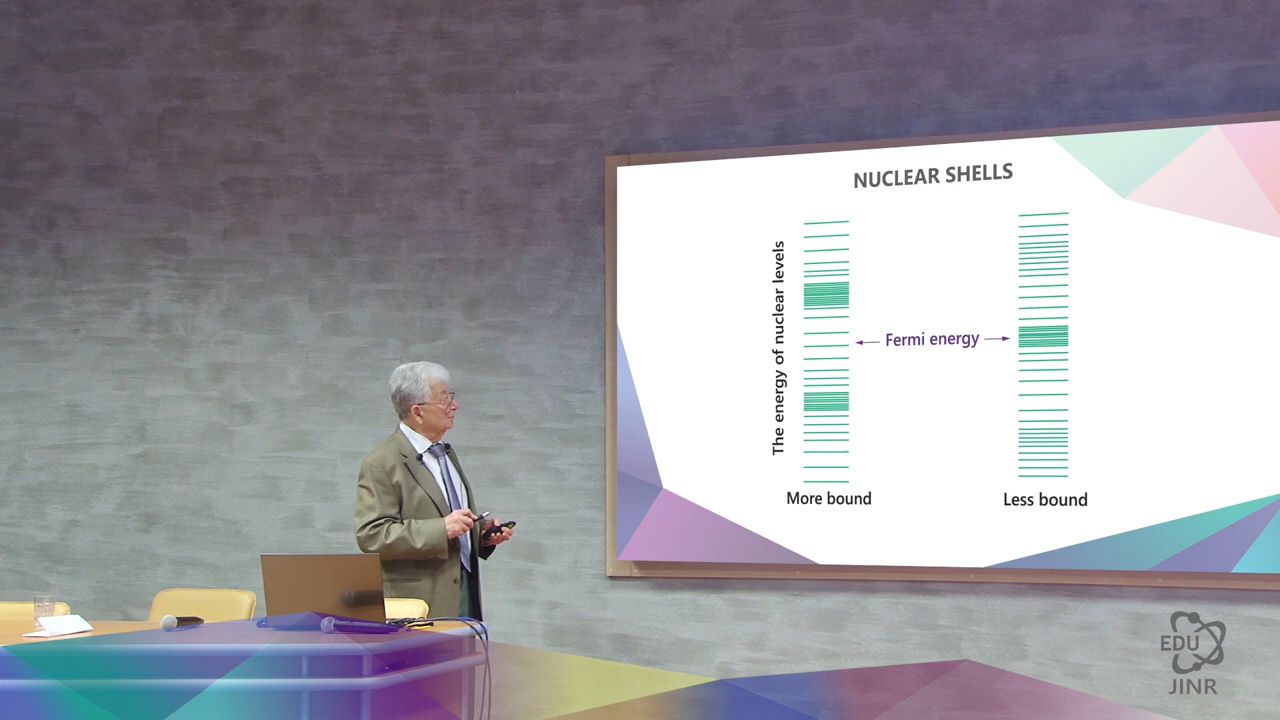 NUCLEAR SHELLS
The energy of nuclear levels
Fermi energy
More bound
Less bound
EDU
JINR